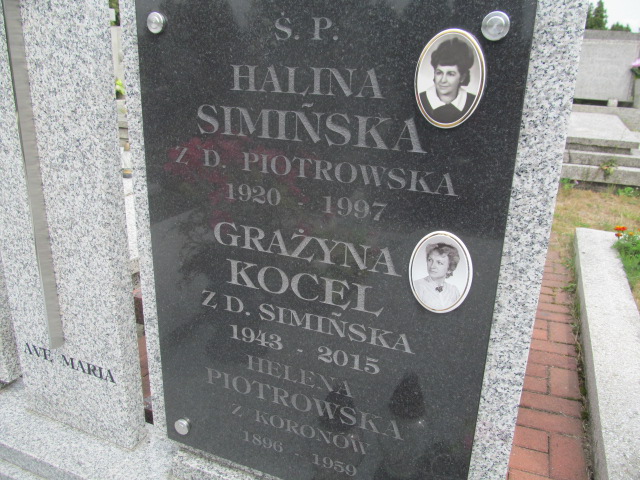 Ś. P.
HALINA
SIMIŃSKA
Z D. PIOTROWSKA
1920 - 1997
GRAŻYNA
KOCEL
Z D. SIMIŃSKA
1943 - 2015
HELENA
PIOTROWSKA
Z KORONÓW
1896 - 1959
AVE MARIA